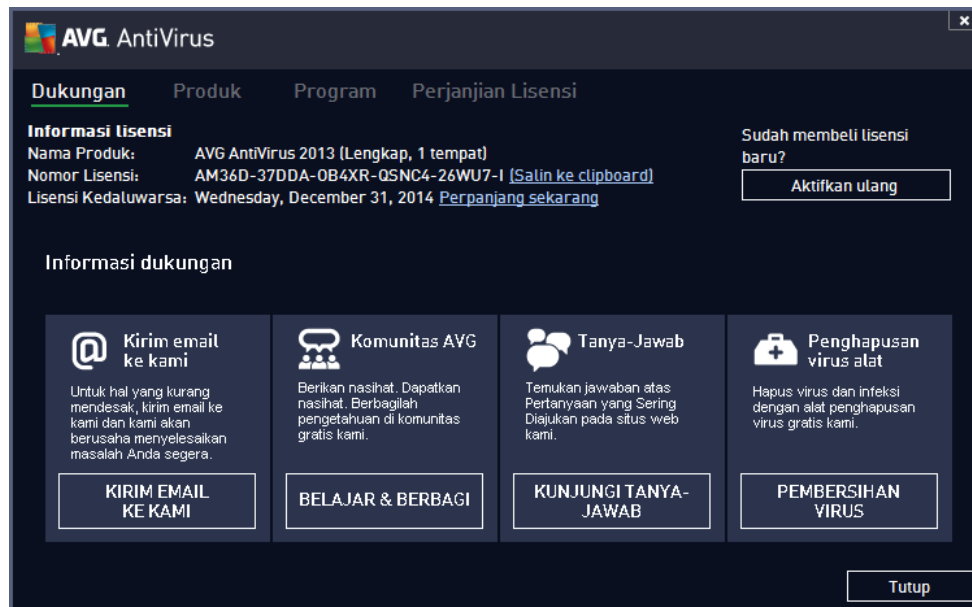 AVG. AntiVirus
Dukungan Produk Program Perjanjian Lisensi
Informasi lisensi
Nama Produk: AVG AntiVirus 2013 (Lengkap, 1 tempat)
Nomor Lisensi: AM36D-37DDA-0B4XR-QSNC4-26WU7-I (Salin ke clipboard)
Lisensi Kedaluwarsa: Wednesday, December 31, 2014 Perpanjang sekarang
Sudah membeli lisensi
baru?
Aktifkan ulang
Informasi dukungan
Kirim email
ke kami
Untuk hal yang kurang
mendesak, kirim email ke
kami dan kami akan
berusaha menyelesaikan
masalah Anda segera.
KIRIM EMAIL
KE KAMI
Komunitas AVG
Berikan nasihat. Dapatkan
nasihat. Berbagilah
pengetahuan di komunitas
gratis kami.
BELAJAR & BERBAGI
Tanya-Jawab
Temukan jawaban atas
Pertanyaan yang Sering
Diajukan pada situs web
kami.
KUNJUNGI TANYA-
JAWAB
Penghapusan
virus alat
Hapus virus dan infeksi
dengan alat penghapusan
virus gratis kami.
PEMBERSIHAN
VIRUS
Tutup